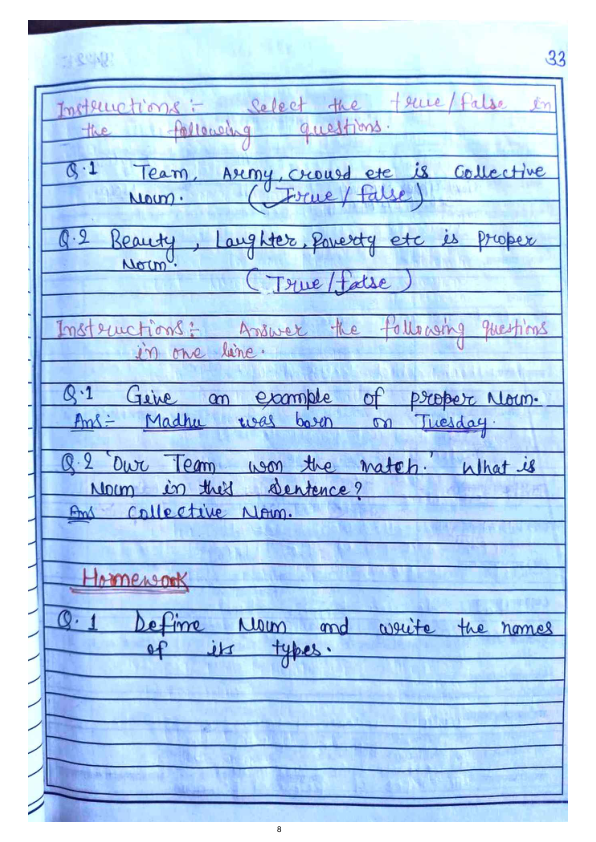 33
Instructions :- Select the true/false in
the following questions.
Q.1 Team, Army, crowd etc is Collective
Noun. (True/false)
Q.2 Beauty, Laughter, Poverty etc is proper
Noun.
(True/false)
Instructions :- Answer the following questions
in one line.
Q.1 Give an example of proper Noun.
Ans :- Madhu was born on Tuesday.
Q.2 'Our Team won the match.' What is
Noun in this Sentence?
Ans Collective Noun.
Homework
Q.1 Define Noun and write the names
of its types.
8